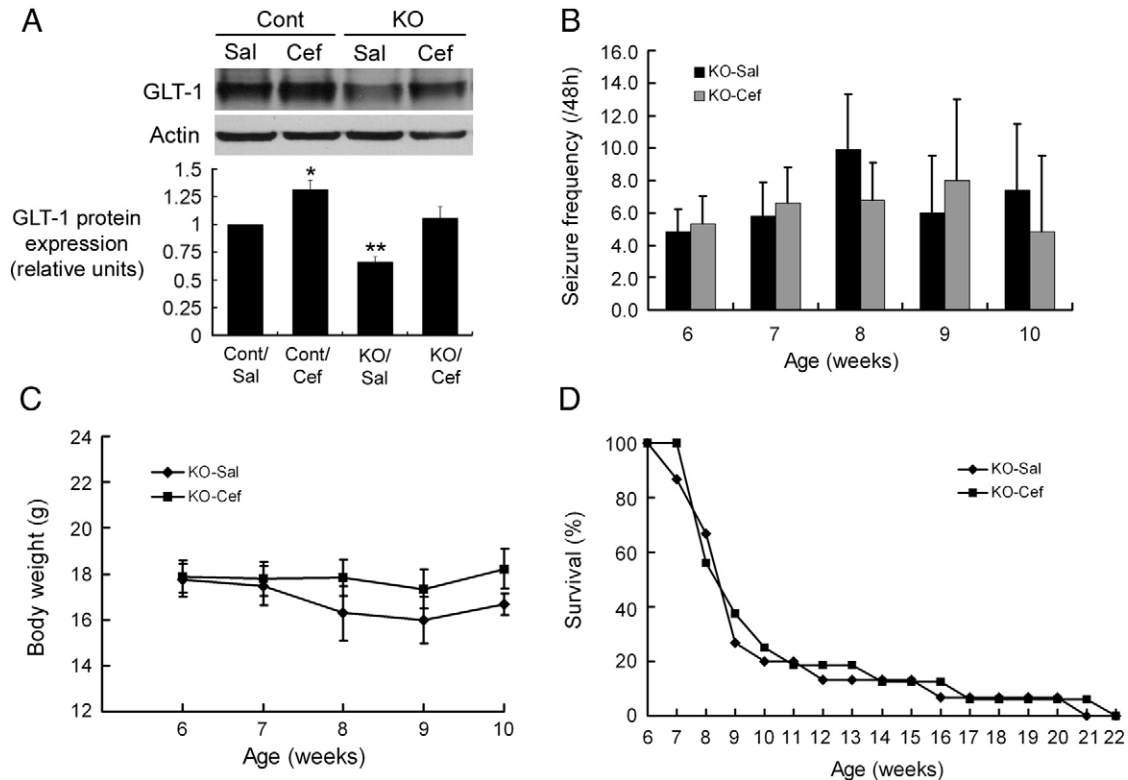 A
Cont KO
Sal Cef Sal Cef
GLT-1
Actin
GLT-1 protein
expression
(relative units)
1.5
1.25
1
0.75
0.5
0.25
0
*
**
Cont/
Sal
Cont/
Cef
KO/
Sal
KO/
Cef
B
Seizure frequency (/48h)
16.0
14.0
12.0
10.0
8.0
6.0
4.0
2.0
0.0
KO-Sal
KO-Cef
6 7 8 9 10
Age (weeks)
C
Body weight (g)
24
22
20
18
16
14
12
KO-Sal
KO-Cef
6 7 8 9 10
Age (weeks)
D
Survival (%)
100
80
60
40
20
0
KO-Sal
KO-Cef
6 7 8 9 10 11 12 13 14 15 16 17 18 19 20 21 22
Age (weeks)